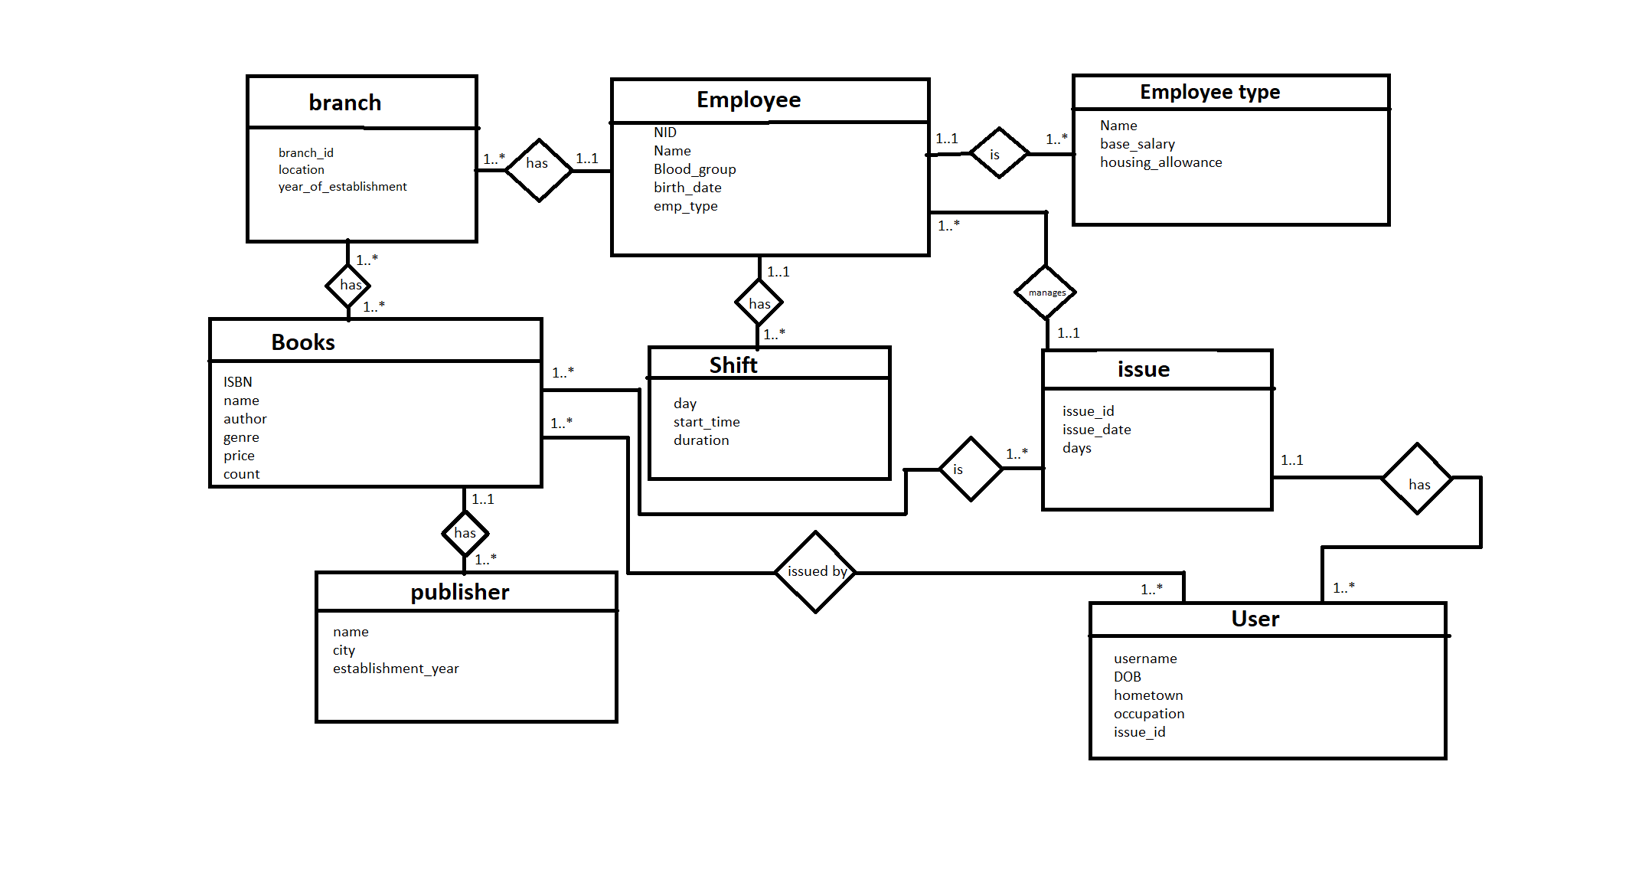 branch
branch_id
location
year_of_establishment
1..*
has
1..1
Employee
NID
Name
Blood_group
birth_date
emp_type
1..1
is
1..*
Employee type
Name
base_salary
housing_allowance
1..*
manages
1..1
1..*
has
1..*
1..1
has
1..*
Books
ISBN
name
author
genre
price
count
1..*
1..*
Shift
day
start_time
duration
issue
issue_id
issue_date
days
is
1..*
1..1
has
1..*
1..1
has
1..*
issued by
1..*
publisher
name
city
establishment_year
User
username
DOB
hometown
occupation
issue_id